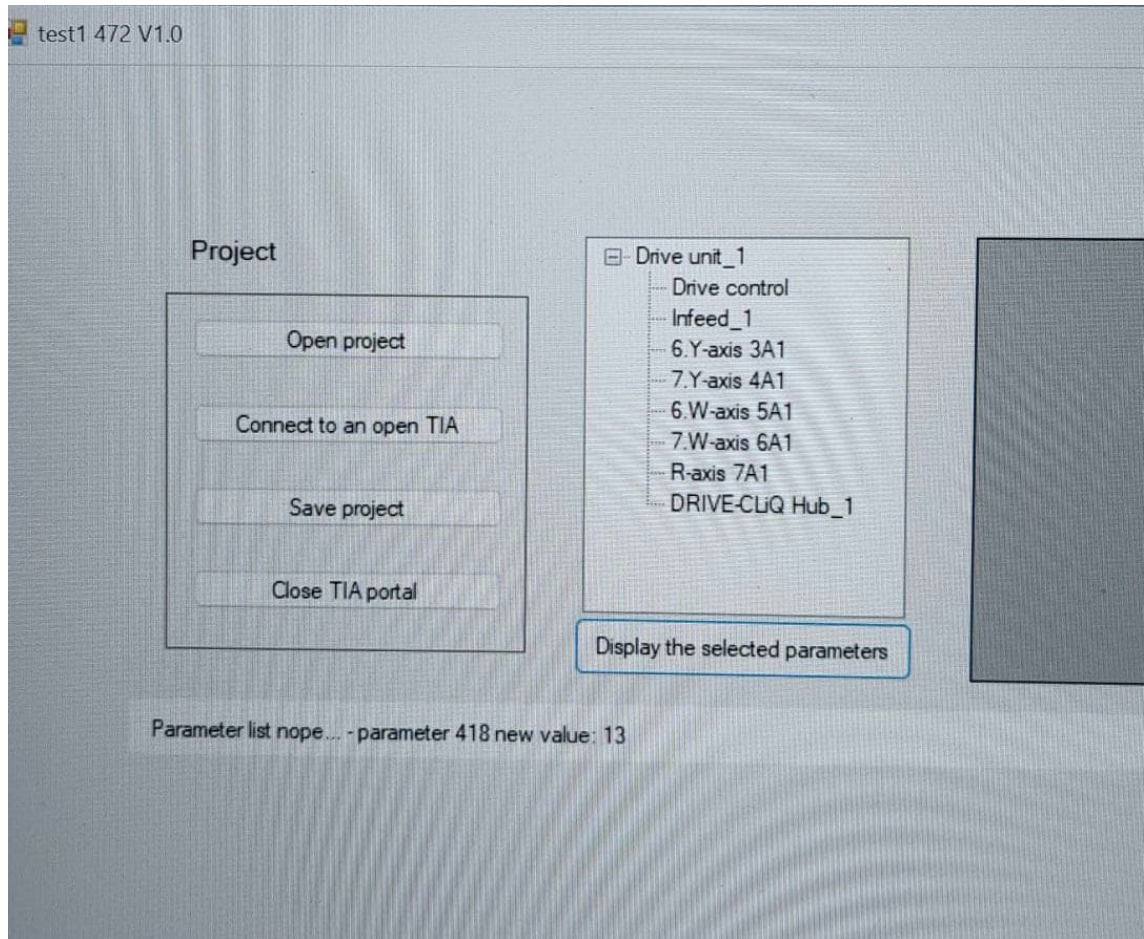 test1 472 V1.0
Project
Open project
Connect to an open TIA
Save project
Close TIA portal
Drive unit_1
Drive control
Infeed_1
6.Y-axis 3A1
7.Y-axis 4A1
6.W-axis 5A1
7.W-axis 6A1
R-axis 7A1
DRIVE-CLiQ Hub_1
Display the selected parameters
Parameter list nope... - parameter 418 new value: 13